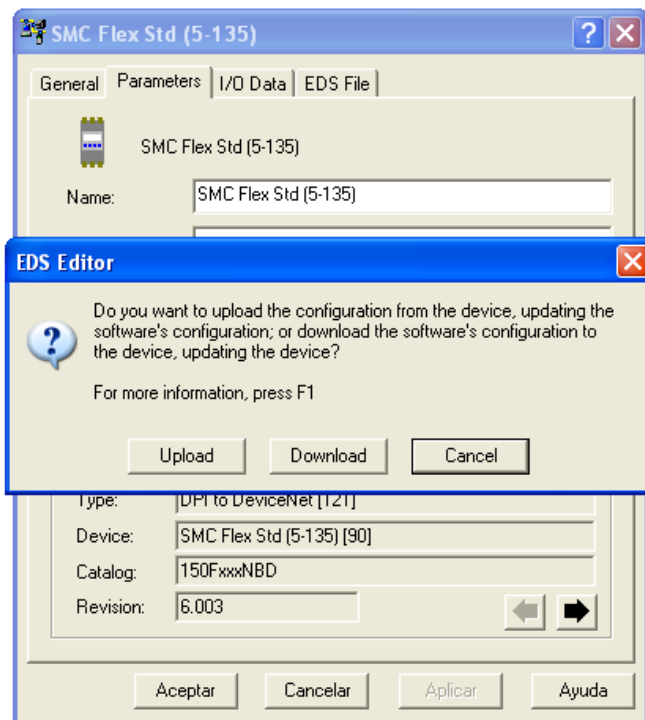 SMC Flex Std (5-135)
General Parameters I/O Data EDS File
SMC Flex Std (5-135)
Name: SMC Flex Std (5-135)
EDS Editor
Do you want to upload the configuration from the device, updating the
software's configuration; or download the software's configuration to
the device, updating the device?
For more information, press F1
Upload Download Cancel
Type: DPI to DeviceNet [121]
Device: SMC Flex Std (5-135) [90]
Catalog: 150FxxxNBD
Revision: 6.003
Aceptar Cancelar Aplicar Ayuda